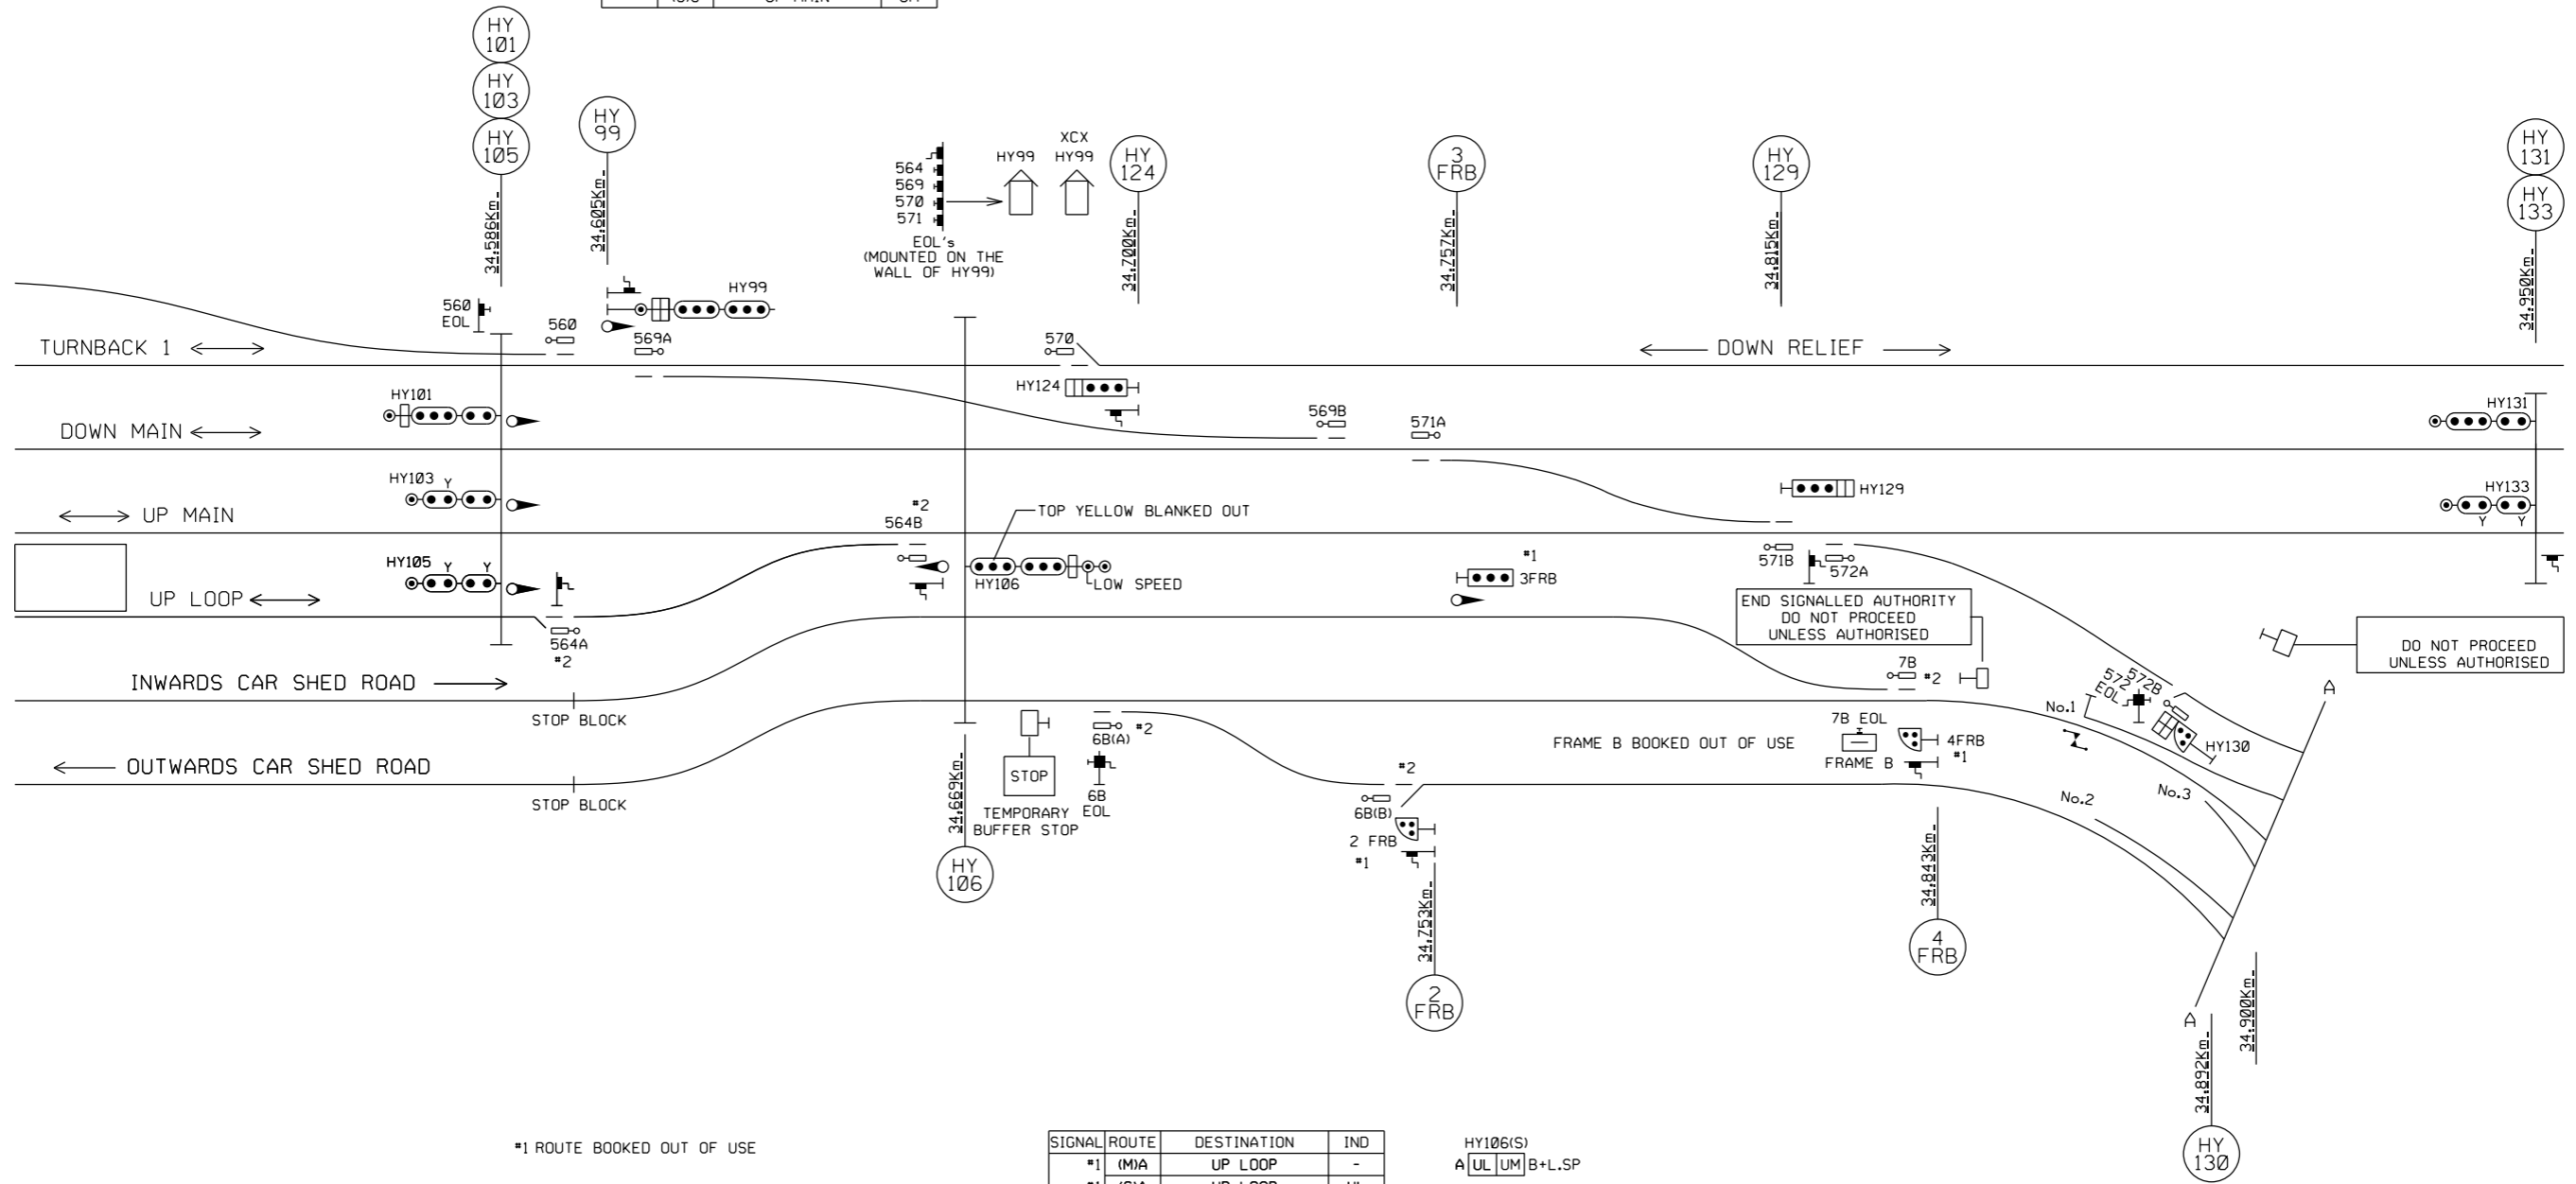 UP MAIN
HY 101
HY 103
HY 105
HY 99
34.586Km
34.605Km
564
569
570
571
EOL's
(MOUNTED ON THE
WALL OF HY99)
HY99
XCX
HY99
HY 124
34.700Km
3 FRB
34.757Km
HY 129
34.815Km
HY 131
HY 133
34.950Km
560
EOL
560
HY99
569A
570
TURNBACK 1
DOWN RELIEF
HY101
HY124
569B
571A
HY131
DOWN MAIN
HY103 Y
#2
564B
TOP YELLOW BLANKED OUT
HY129
HY133
Y Y
UP MAIN
HY105 Y Y
HY106
LOW SPEED
#1
3FRB
571B
572A
UP LOOP
564A
#2
END SIGNALLED AUTHORITY
DO NOT PROCEED
UNLESS AUTHORISED
DO NOT PROCEED
UNLESS AUTHORISED
INWARDS CAR SHED ROAD
7B
#2
572
EOL
572B
A
STOP BLOCK
6B(A)
#2
No.1
7B EOL
FRAME B BOOKED OUT OF USE
4FRB
#1
FRAME B
HY130
OUTWARDS CAR SHED ROAD
STOP
6B
EOL
#2
No.2
No.3
STOP BLOCK
TEMPORARY
BUFFER STOP
6B(B)
2 FRB
#1
34.669Km
HY 106
34.753Km
2 FRB
34.843Km
4 FRB
A
34.900Km
34.892Km
HY 130
#1 ROUTE BOOKED OUT OF USE
SIGNAL ROUTE DESTINATION IND
#1 (M)A UP LOOP -
HY106(S)
A UL UM B+L.SP